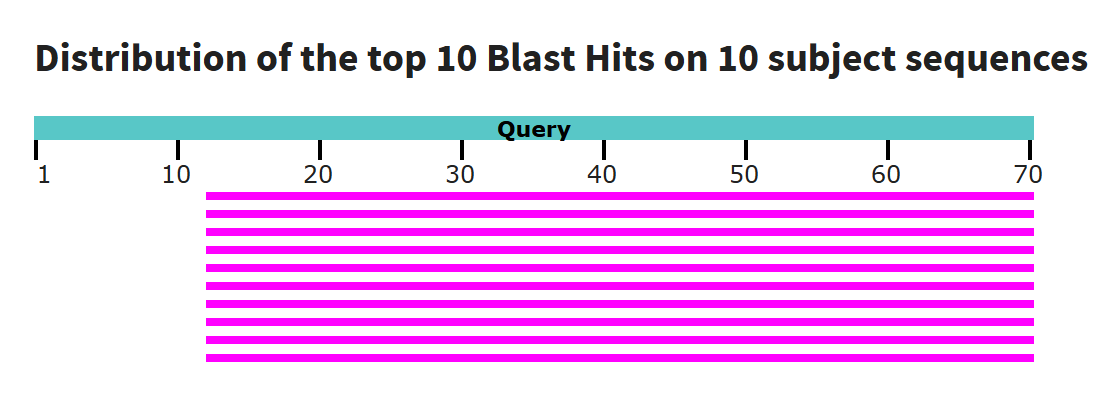 Distribution of the top 10 Blast Hits on 10 subject sequences
Query
1 10 20 30 40 50 60 70